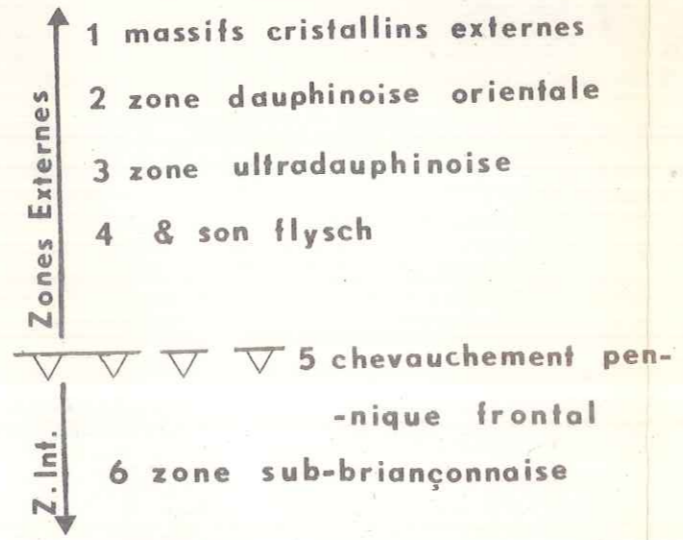 1 massifs cristallins externes
2 zone dauphinoise orientale
3 zone ultradauphinoise
4 & son flysch
Zones Externes
5 chevauchement pen-
-nique frontal
6 zone sub-briançonnaise
Z. Int.